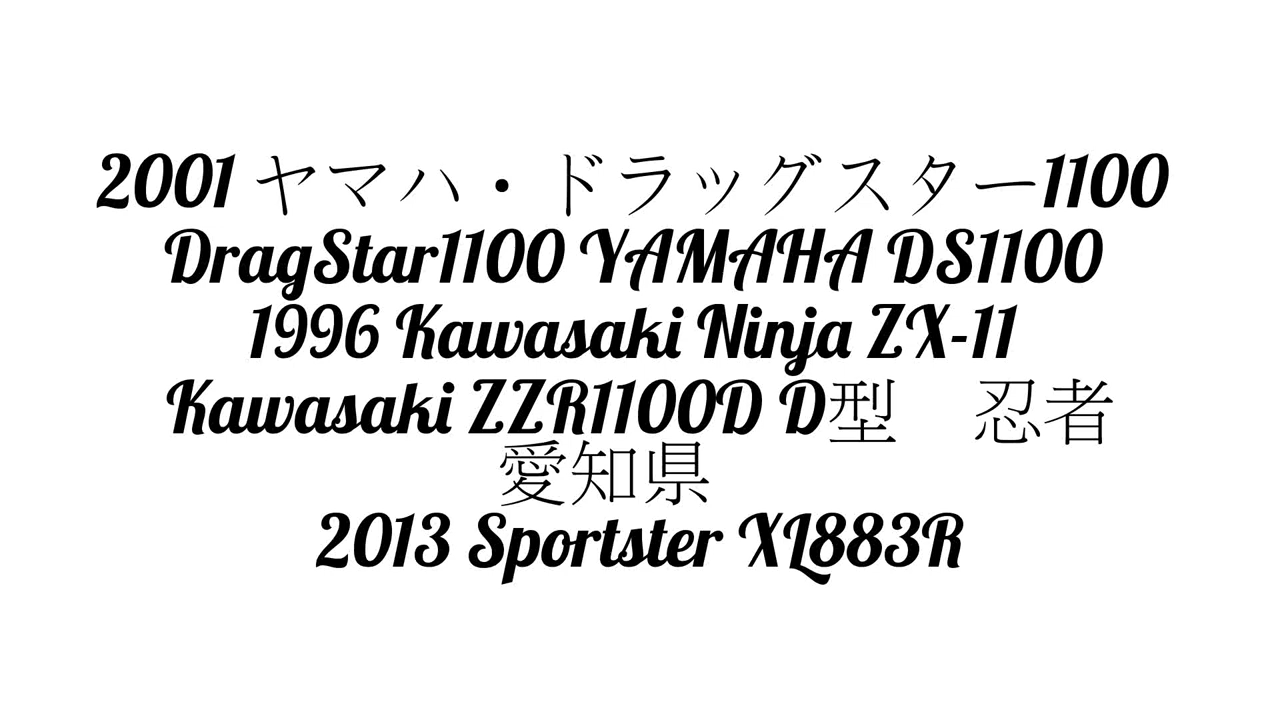 2001 ヤマハ・ドラッグスター1100
DragStar1100 YAMAHA DS1100
1996 Kawasaki Ninja ZX-11
Kawasaki ZZR1100D D型　忍者
愛知県
2013 Sportster XL883R